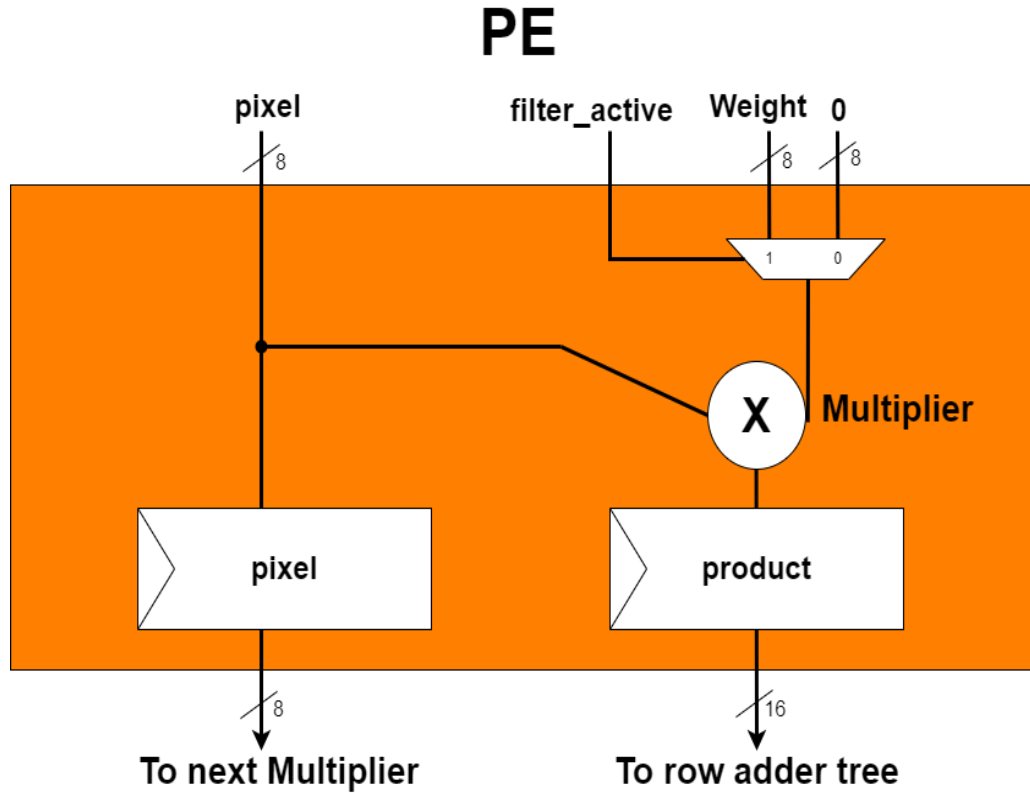 PE
pixel
filter_active
Weight 0
8
8
8
1
0
X
Multiplier
pixel
product
8
16
To next Multiplier
To row adder tree